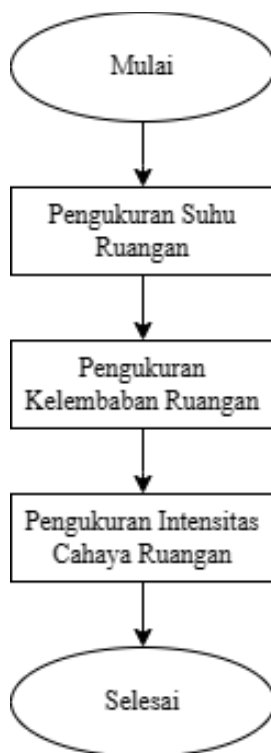 Mulai
Pengukuran Suhu
Ruangan
Pengukuran
Kelembaban Ruangan
Pengukuran Intensitas
Cahaya Ruangan
Selesai